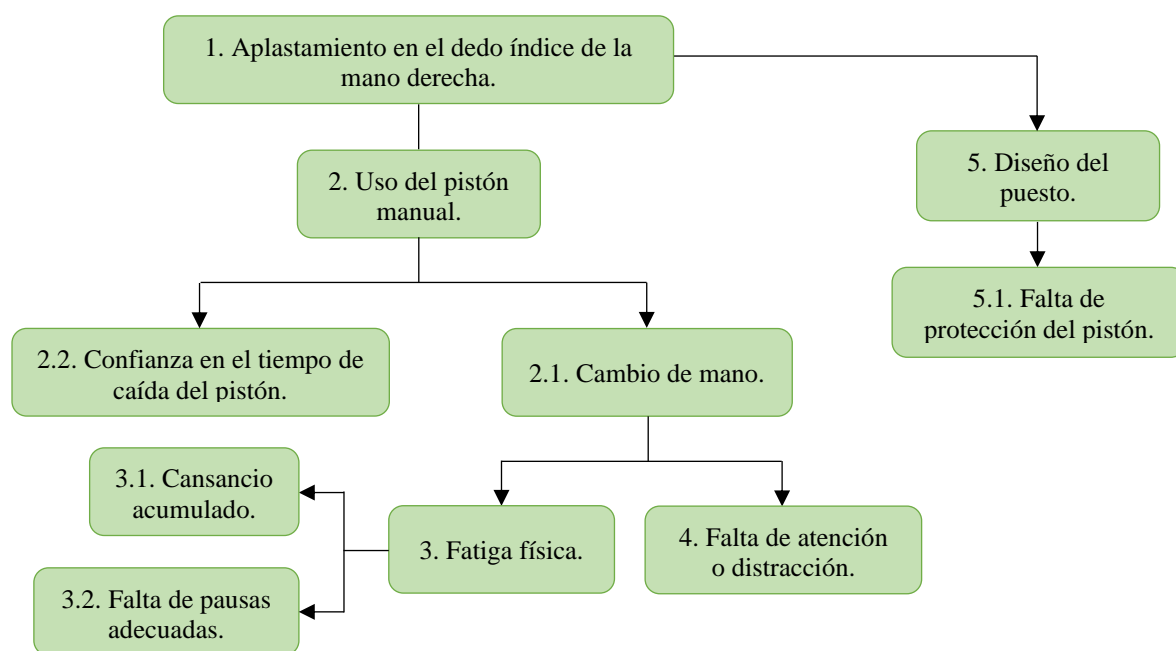 1. Aplastamiento en el dedo índice de la
mano derecha.
2. Uso del pistón
manual.
5. Diseño del
puesto.
5.1. Falta de
protección del pistón.
2.2. Confianza en el tiempo de
caída del pistón.
2.1. Cambio de mano.
3.1. Cansancio
acumulado.
3. Fatiga física.
4. Falta de atención
o distracción.
3.2. Falta de pausas
adecuadas.